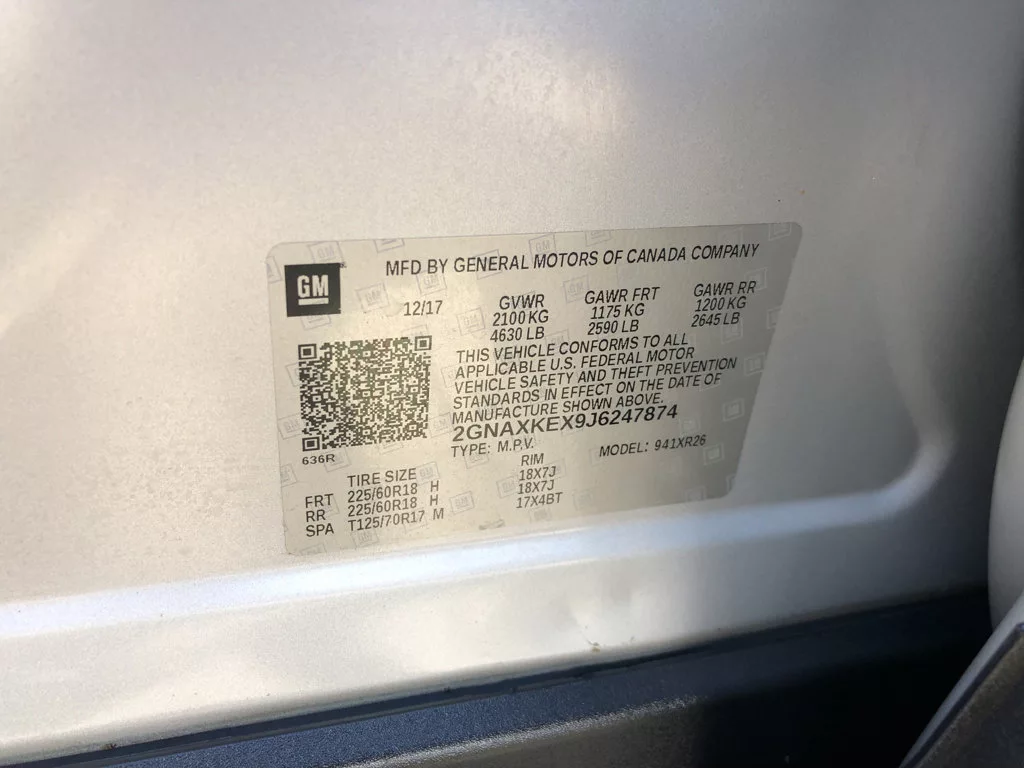 GM
MFD BY GENERAL MOTORS OF CANADA COMPANY
12/17
GVWR GAWR FRT GAWR RR
2100 KG 1175 KG 1200 KG
4630 LB 2590 LB 2645 LB
THIS VEHICLE CONFORMS TO ALL
APPLICABLE U.S. FEDERAL MOTOR
VEHICLE SAFETY AND THEFT PREVENTION
STANDARDS IN EFFECT ON THE DATE OF
MANUFACTURE SHOWN ABOVE.
2GNAXKEX9J6247874
TYPE: M.P.V. MODEL: 941XR26
636R
TIRE SIZE RIM
FRT 225/60R18 H 18X7J
RR 225/60R18 H 18X7J
SPA T125/70R17 M 17X4BT